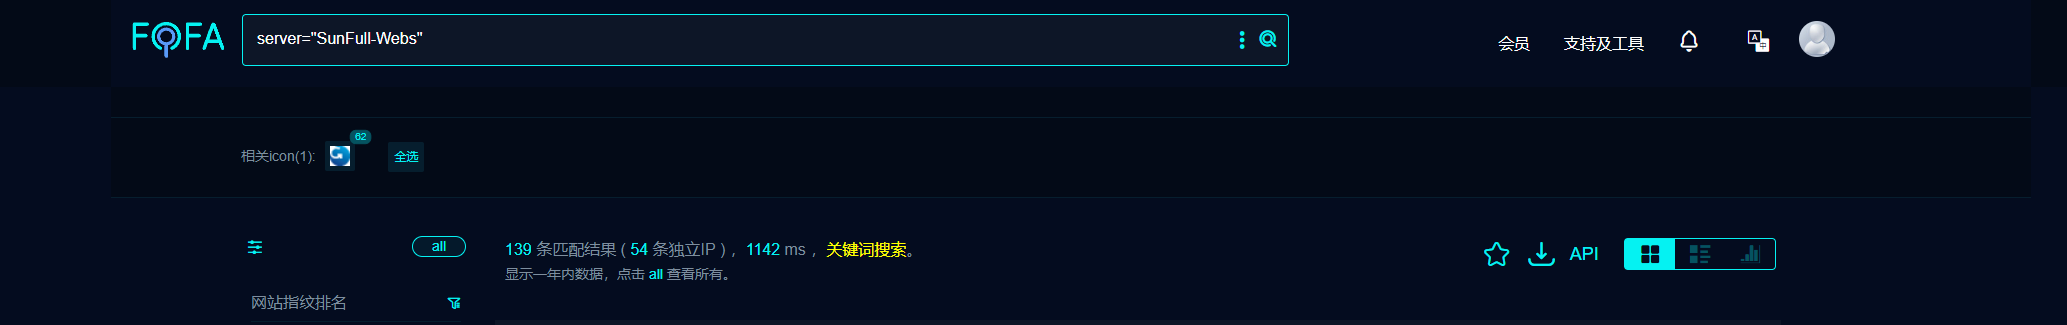 FOFA
server="SunFull-Webs"
会员 支持及工具
相关icon(1): 62 全选
all
139 条匹配结果 ( 54 条独立IP ) ，1142 ms ，关键词搜索。
API
显示一年内数据，点击 all 查看所有。
网站指纹排名